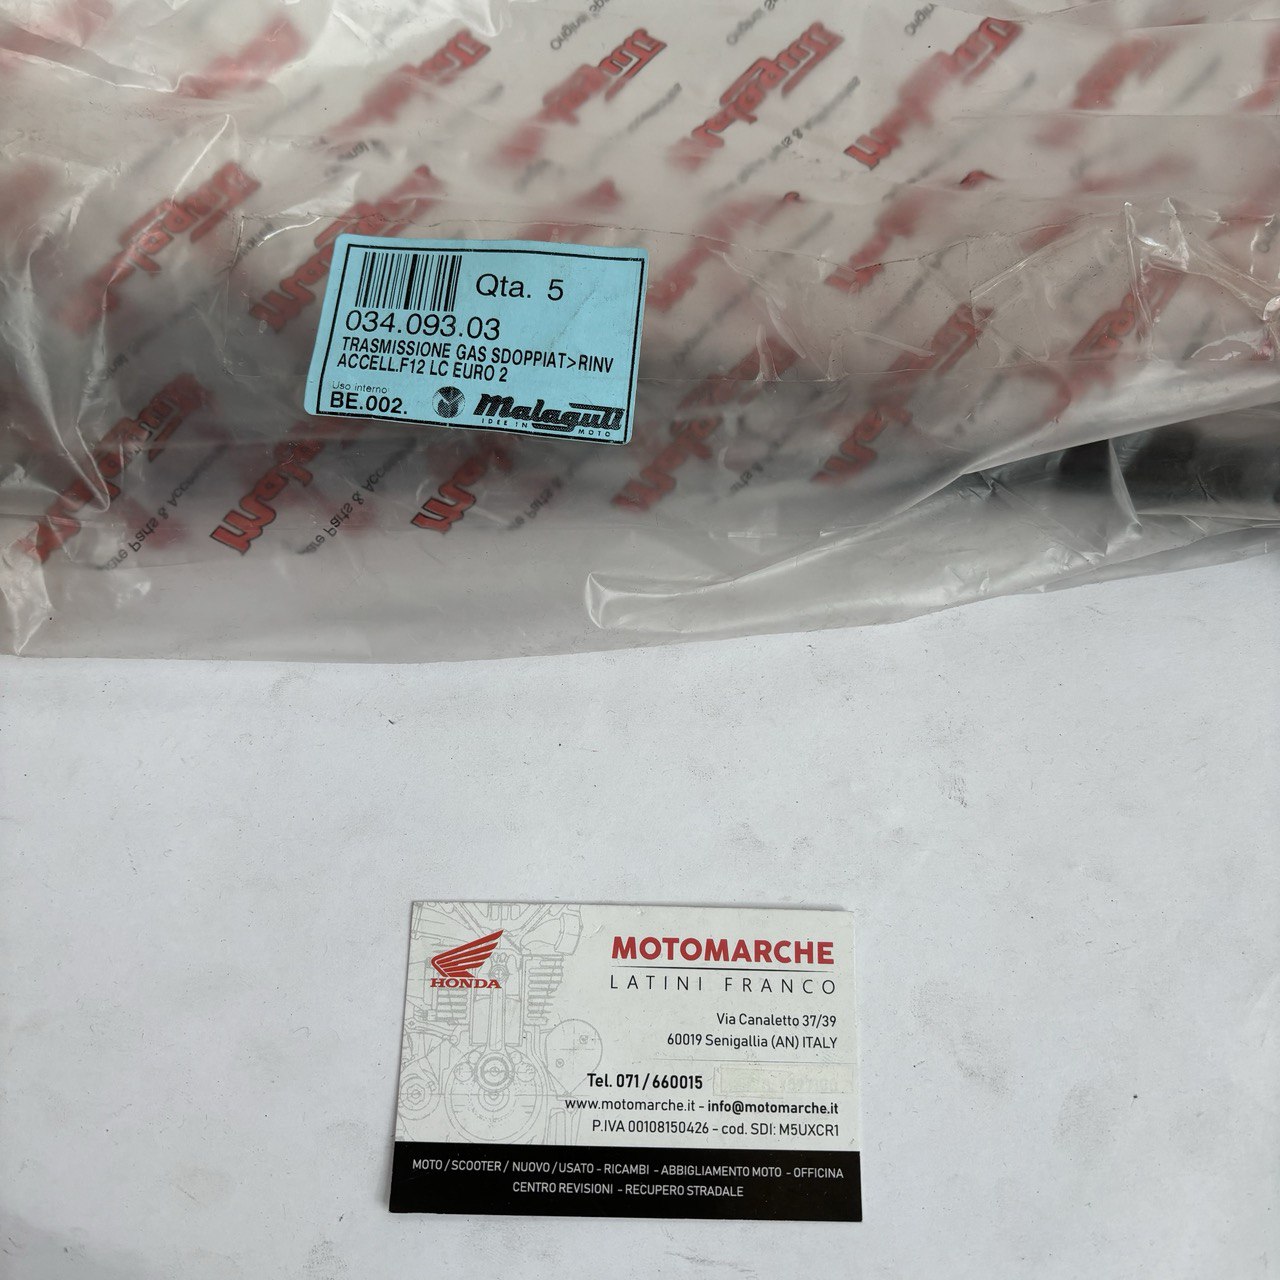 Qta. 5
034.093.03
TRASMISSIONE GAS SDOPPIAT>RINV
ACCELL.F12 LC EURO 2
Uso interno
BE.002.
Malaguti
IDEE IN MOTO
HONDA
MOTOMARCHE
LATINI FRANCO
Via Canaletto 37/39
60019 Senigallia (AN) ITALY
Tel. 071/660015
www.motomarche.it - info@motomarche.it
P.IVA 00108150426 - cod. SDI: M5UXCR1
MOTO / SCOOTER / NUOVO / USATO - RICAMBI - ABBIGLIAMENTO MOTO - OFFICINA
CENTRO REVISIONI - RECUPERO STRADALE